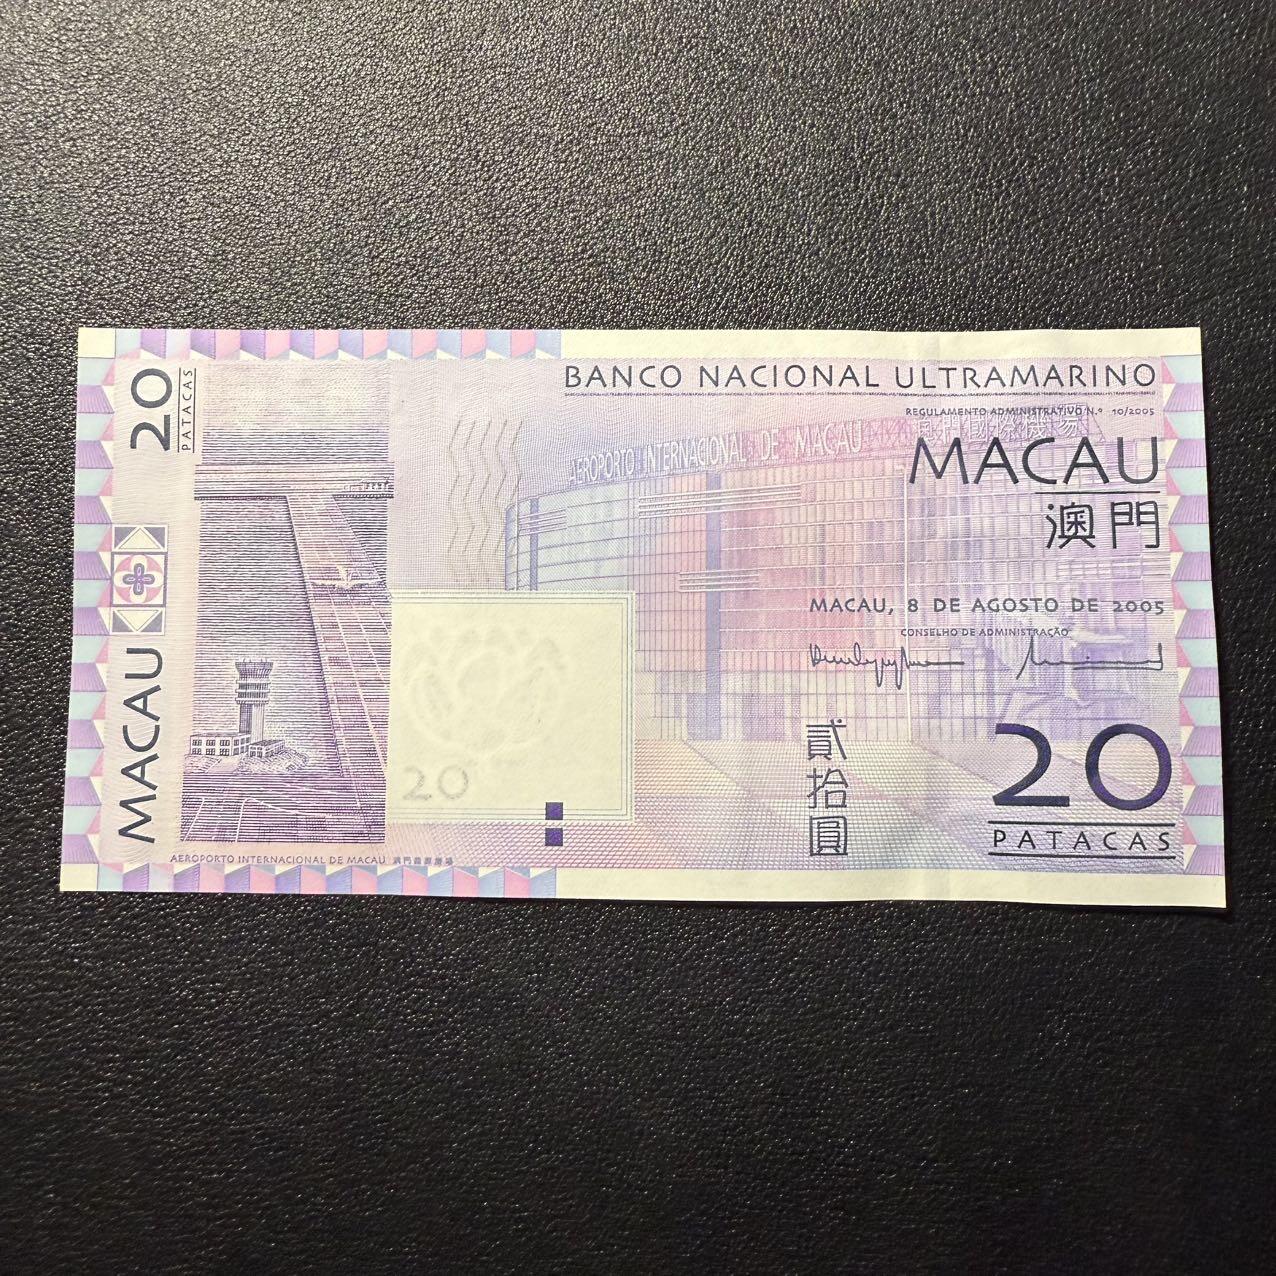 20
PATACAS
MACAU
BANCO NACIONAL ULTRAMARINO
REGULAMENTO ADMINISTRATIVO N.º 10/2005
AEROPORTO INTERNACIONAL DE MACAU 澳門國際機場
MACAU
澳門
MACAU, 8 DE AGOSTO DE 2005
CONSELHO DE ADMINISTRAÇÃO
貳拾圓
20
PATACAS
20
AEROPORTO INTERNACIONAL DE MACAU 澳門國際機場